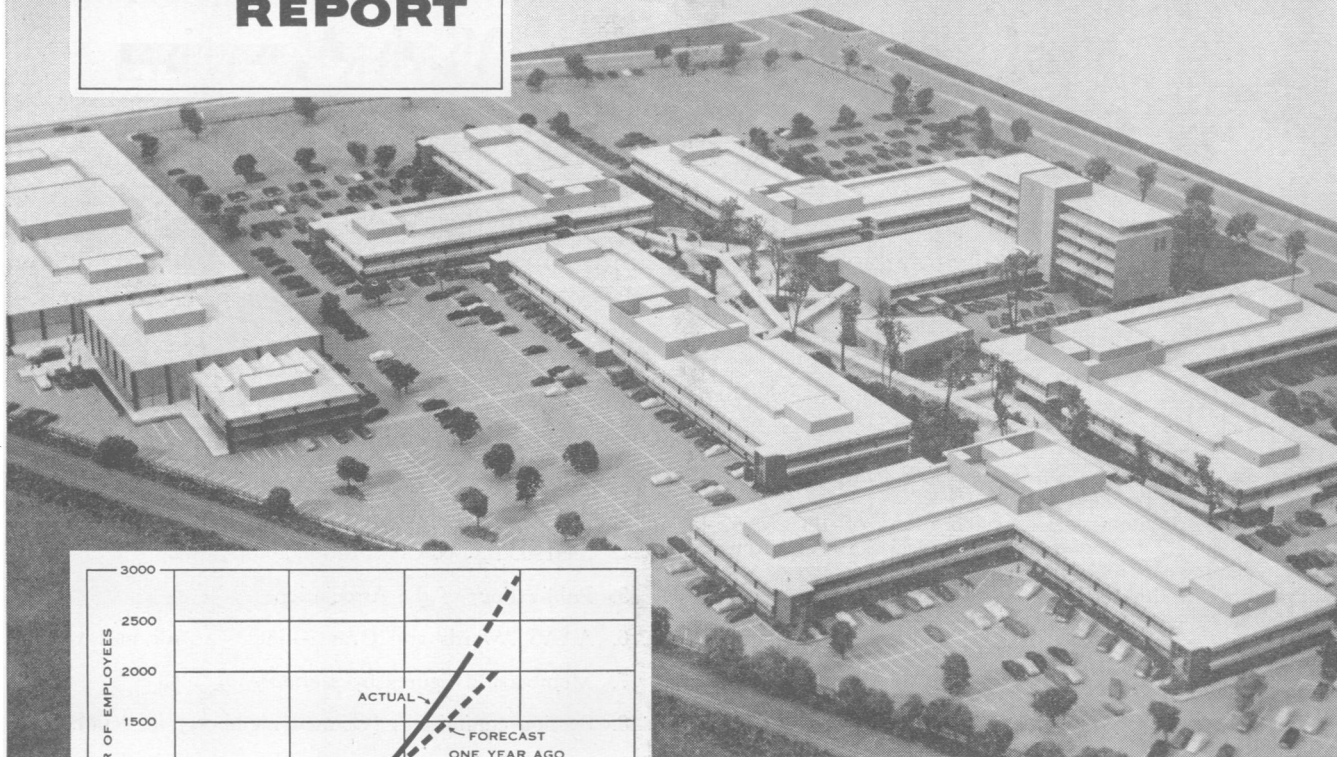 REPORT
3000
2500
2000
1500
R OF EMPLOYEES
ACTUAL
FORECAST
ONE YEAR AGO